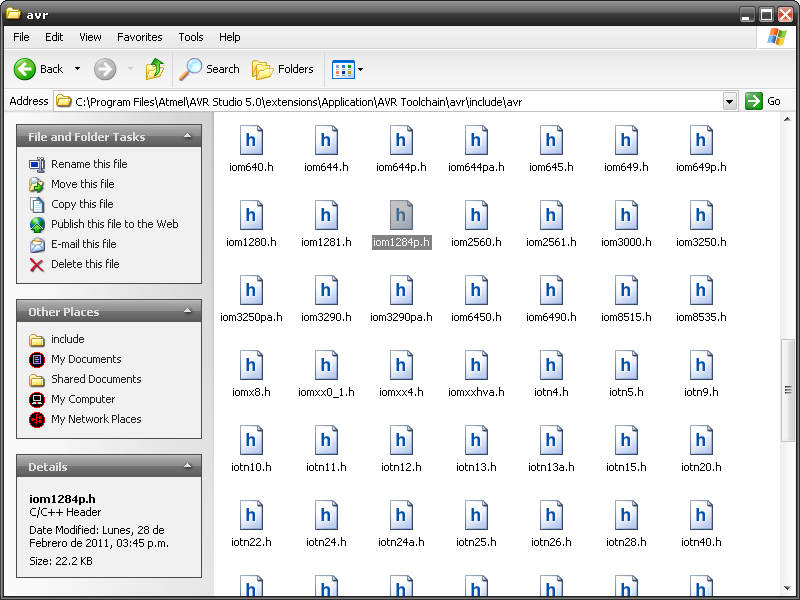 avr
File Edit View Favorites Tools Help
Back Search Folders
Address C:\Program Files\Atmel\AVR Studio 5.0\extensions\Application\AVR Toolchain\avr\include\avr Go
File and Folder Tasks
Rename this file
Move this file
Copy this file
Publish this file to the Web
E-mail this file
Delete this file
Other Places
include
My Documents
Shared Documents
My Computer
My Network Places
Details
iom1284p.h
C/C++ Header
Date Modified: Lunes, 28 de
Febrero de 2011, 03:45 p.m.
Size: 22.2 KB
h h h h h h h
iom640.h iom644.h iom644p.h iom644pa.h iom645.h iom649.h iom649p.h
h h h h h h h
iom1280.h iom1281.h iom1284p.h iom2560.h iom2561.h iom3000.h iom3250.h
h h h h h h h
iom3250pa.h iom3290.h iom3290pa.h iom6450.h iom6490.h iom8515.h iom8535.h
h h h h h h h
iomx8.h iomxx0_1.h iomxx4.h iomxxhva.h iotn4.h iotn5.h iotn9.h
h h h h h h h
iotn10.h iotn11.h iotn12.h iotn13.h iotn13a.h iotn15.h iotn20.h
h h h h h h h
iotn22.h iotn24.h iotn24a.h iotn25.h iotn26.h iotn28.h iotn40.h
h h h h h h h